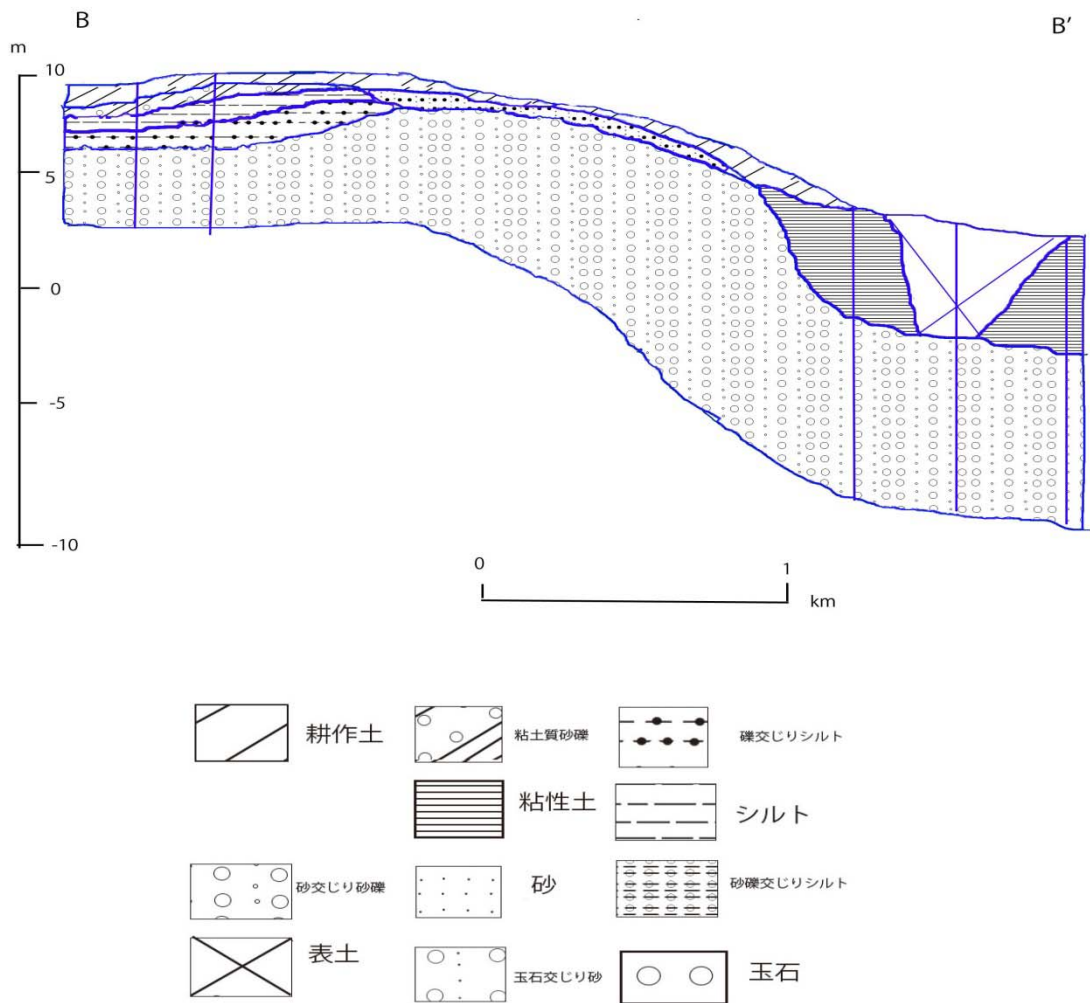 B
B′
m
10
5
0
-5
-10
0
1
km
耕作土
粘土質砂礫
礫交じりシルト
粘性土
シルト
砂交じり砂礫
砂
砂礫交じりシルト
表土
玉石交じり砂
玉石